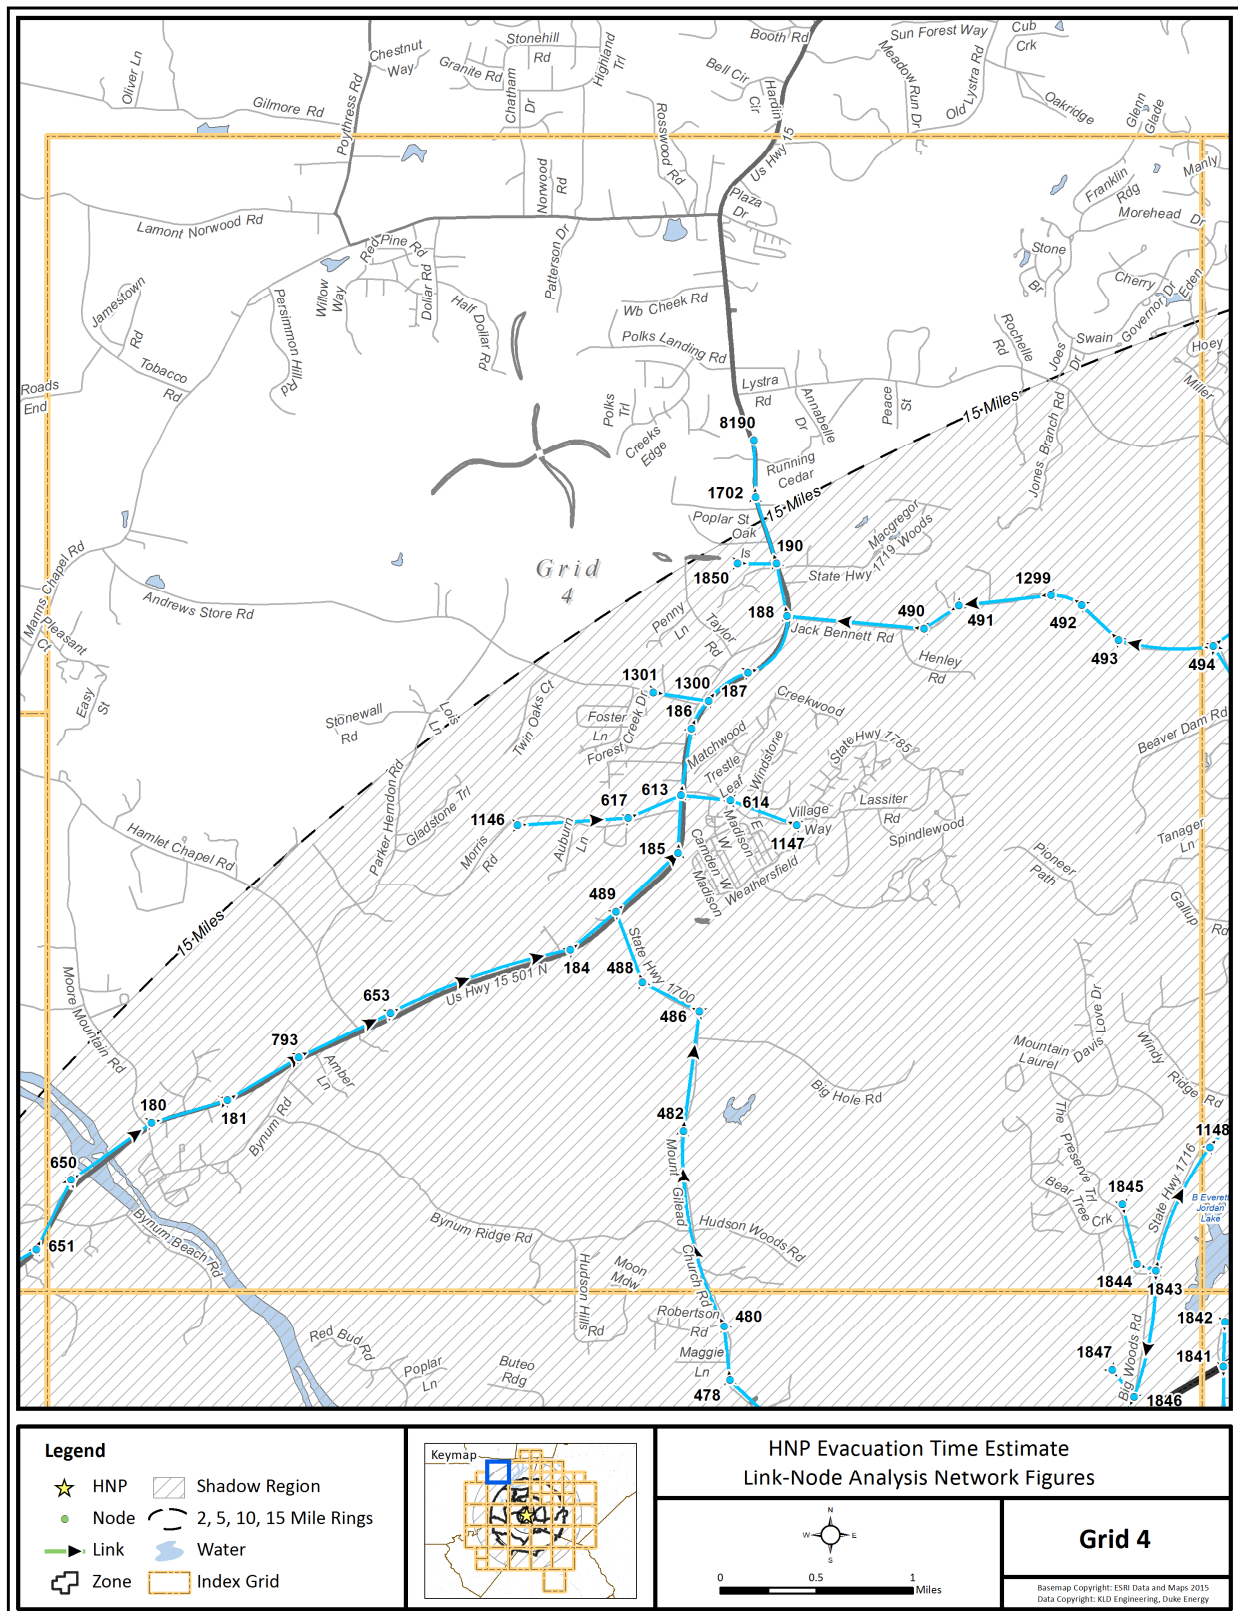 Booth Rd
Sun Forest Way
Cub
Crk
Chestnut
Way
Stonehill
Rd
Highland
Trl
Oliver Ln
Granite Rd
Chatham
Dr
Bell Cir
Hardin
Cir
Meadow Run Dr
Old Lystra Rd
Oakridge
Glenn
Glade
Gilmore Rd
Poythress Rd
Rosswood
Rd
Us Hwy 15
Manly
Franklin
Rdg
Norwood
Rd
Plaza
Dr
Morehead Dr
Lamont Norwood Rd
Red
Pine Rd
Patterson Dr
Stone
Br
Cherry
Eden
Governor Dr
Jamestown
Rd
Persimmon Hill
Rd
Willow
Way
Dollar Rd
Half Dollar Rd
Wb Cheek Rd
Polks Landing Rd
Rochelle
Rd
Joes
Dr
Swain
Hoey
Miller
Roads
End
Tobacco
Rd
Lystra
Rd
Annabelle
Dr
Peace
St
15 Miles
Polks
Trl
Creeks
Edge
8190
Running
Cedar
Jones Branch Rd
1702
15 Miles
Poplar St
Oak
Is
190
Macgregor
Woods
State Hwy 1719
Grid
4
1850
Manns Chapel Rd
Andrews Store Rd
Pleasant
Ct
Easy
St
Penny
Ln
Taylor
Rd
188
Jack Bennett Rd
490
491
1299
492
493
494
Henley
Rd
1301
1300
187
186
Creekwood
Stonewall
Rd
Lois
Ln
Twin Oaks Ct
Foster
Ln
Forest Creek Dr
Matchwood
Trestle
Leaf
Windstone
State Hwy 1785
Beaver Dam Rd
613
614
617
1146
1147
Village
Way
Lassiter
Rd
Spindlewood
Parker Herndon Rd
Gladstone Trl
Morris
Rd
Auburn
Ln
185
E
Madison
W
Camden W
Madison
Weathersfield
Hamlet Chapel Rd
Tanager
Ln
Pioneer
Path
Gallup
Rd
489
15 Miles
184
488
State Hwy 1700
Us Hwy 15 501 N
486
653
793
Moore Mountain Rd
Amber
Ln
Bynum Rd
180
181
Mountain
Laurel
Davis Love Dr
Windy
Ridge Rd
Big Hole Rd
482
Mount Gilead Church Rd
The Preserve Trl
1148
650
651
Bynum Beach Rd
Bynum Ridge Rd
Hudson Woods Rd
Bear
Tree
Crk
1845
State Hwy 1716
B Everett
Jordan
Lake
1844
1843
Moon
Mdw
Hudson Hills
Rd
Robertson
Rd
480
Maggie
Ln
478
Red Bud Rd
Poplar
Ln
Buteo
Rdg
1842
1841
1847
1846
Big Woods Rd
Legend
HNP
Node
Link
Zone
Shadow Region
2, 5, 10, 15 Mile Rings
Water
Index Grid
Keymap
HNP Evacuation Time Estimate
Link-Node Analysis Network Figures
N
W
E
S
0
0.5
1
Miles
Grid 4
Basemap Copyright: ESRI Data and Maps 2015
Data Copyright: KLD Engineering, Duke Energy